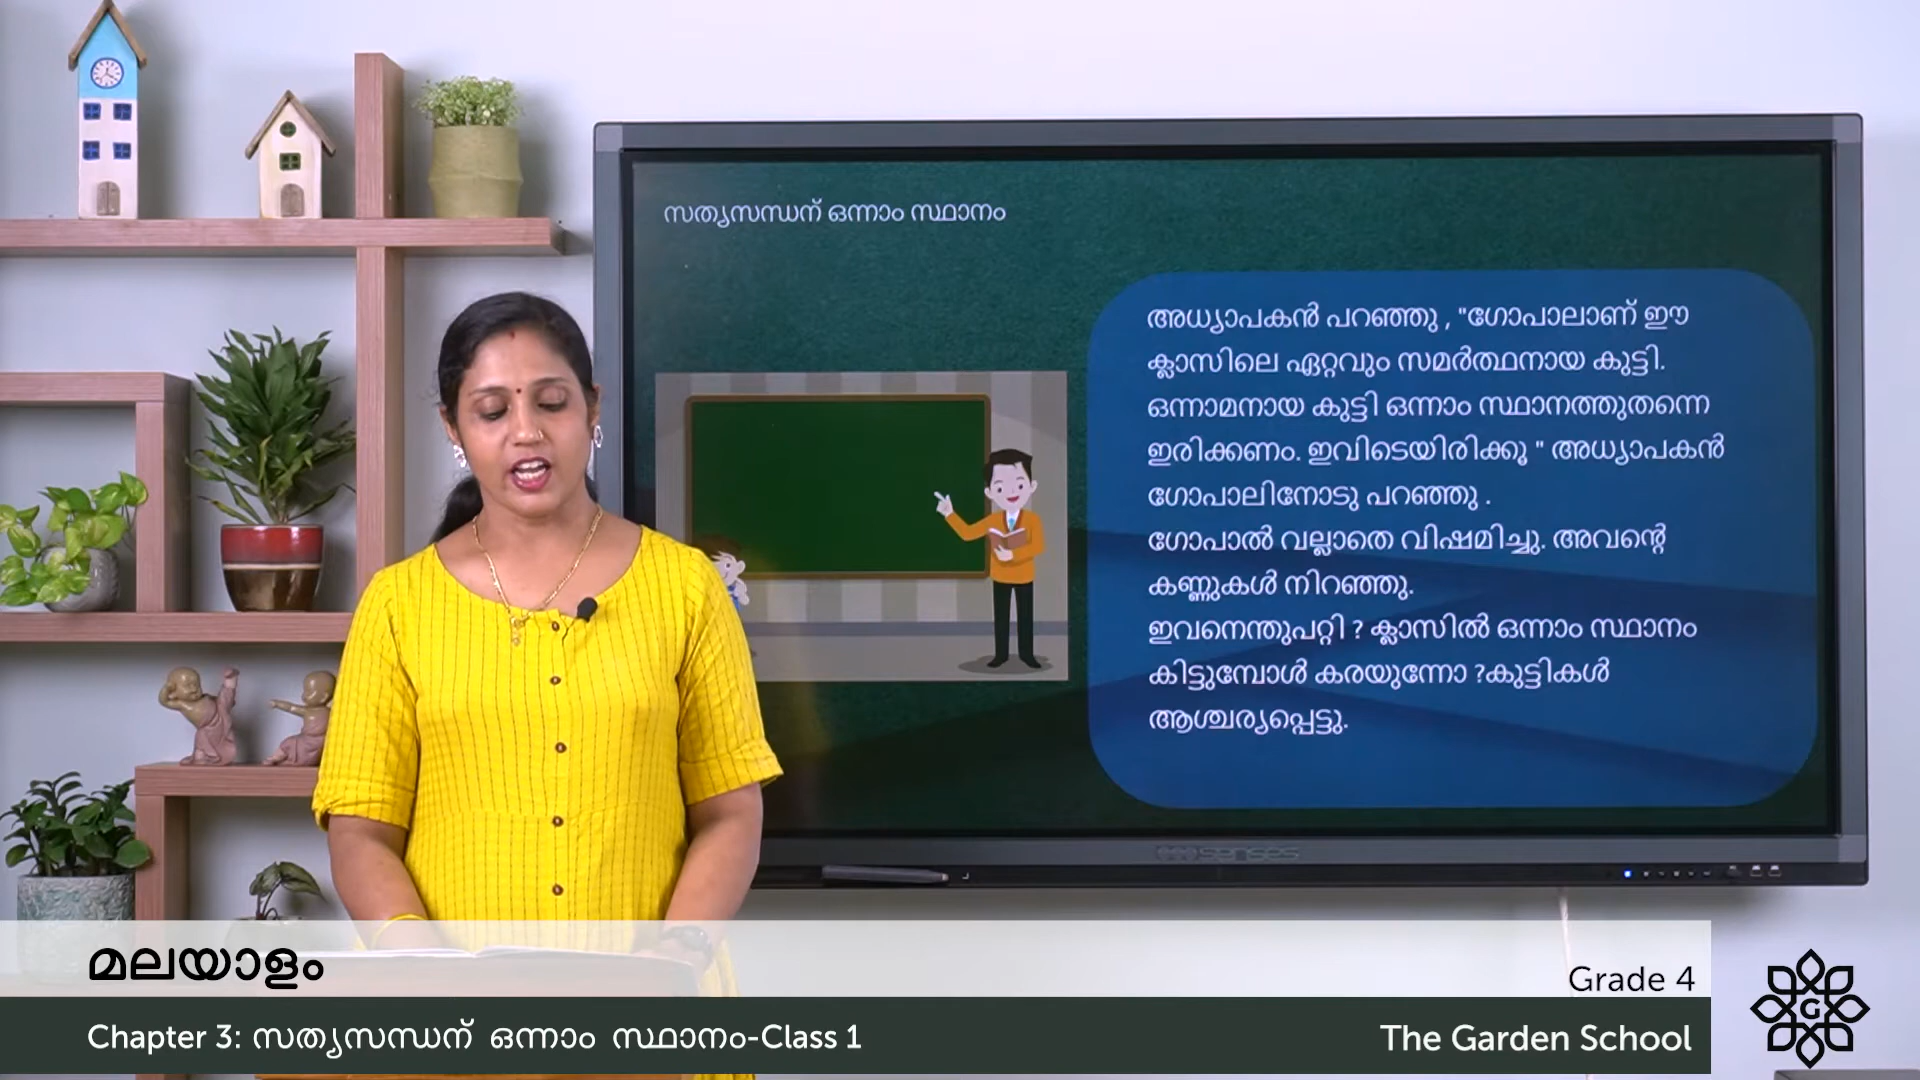 സത്യസന്ധന് ഒന്നാം സ്ഥാനം
അധ്യാപകൻ പറഞ്ഞു , "ഗോപാലാണ് ഈ
ക്ലാസിലെ ഏറ്റവും സമർത്ഥനായ കുട്ടി.
ഒന്നാമനായ കുട്ടി ഒന്നാം സ്ഥാനത്തുതന്നെ
ഇരിക്കണം. ഇവിടെയിരിക്കൂ " അധ്യാപകൻ
ഗോപാലിനോടു പറഞ്ഞു .
ഗോപാൽ വല്ലാതെ വിഷമിച്ചു. അവന്റെ
കണ്ണുകൾ നിറഞ്ഞു.
ഇവനെന്തുപറ്റി ? ക്ലാസിൽ ഒന്നാം സ്ഥാനം
കിട്ടുമ്പോൾ കരയുന്നോ ?കുട്ടികൾ
ആശ്ചര്യപ്പെട്ടു.
senses
മലയാളം
Grade 4
Chapter 3: സത്യസന്ധന് ഒന്നാം സ്ഥാനം-Class 1
The Garden School
G